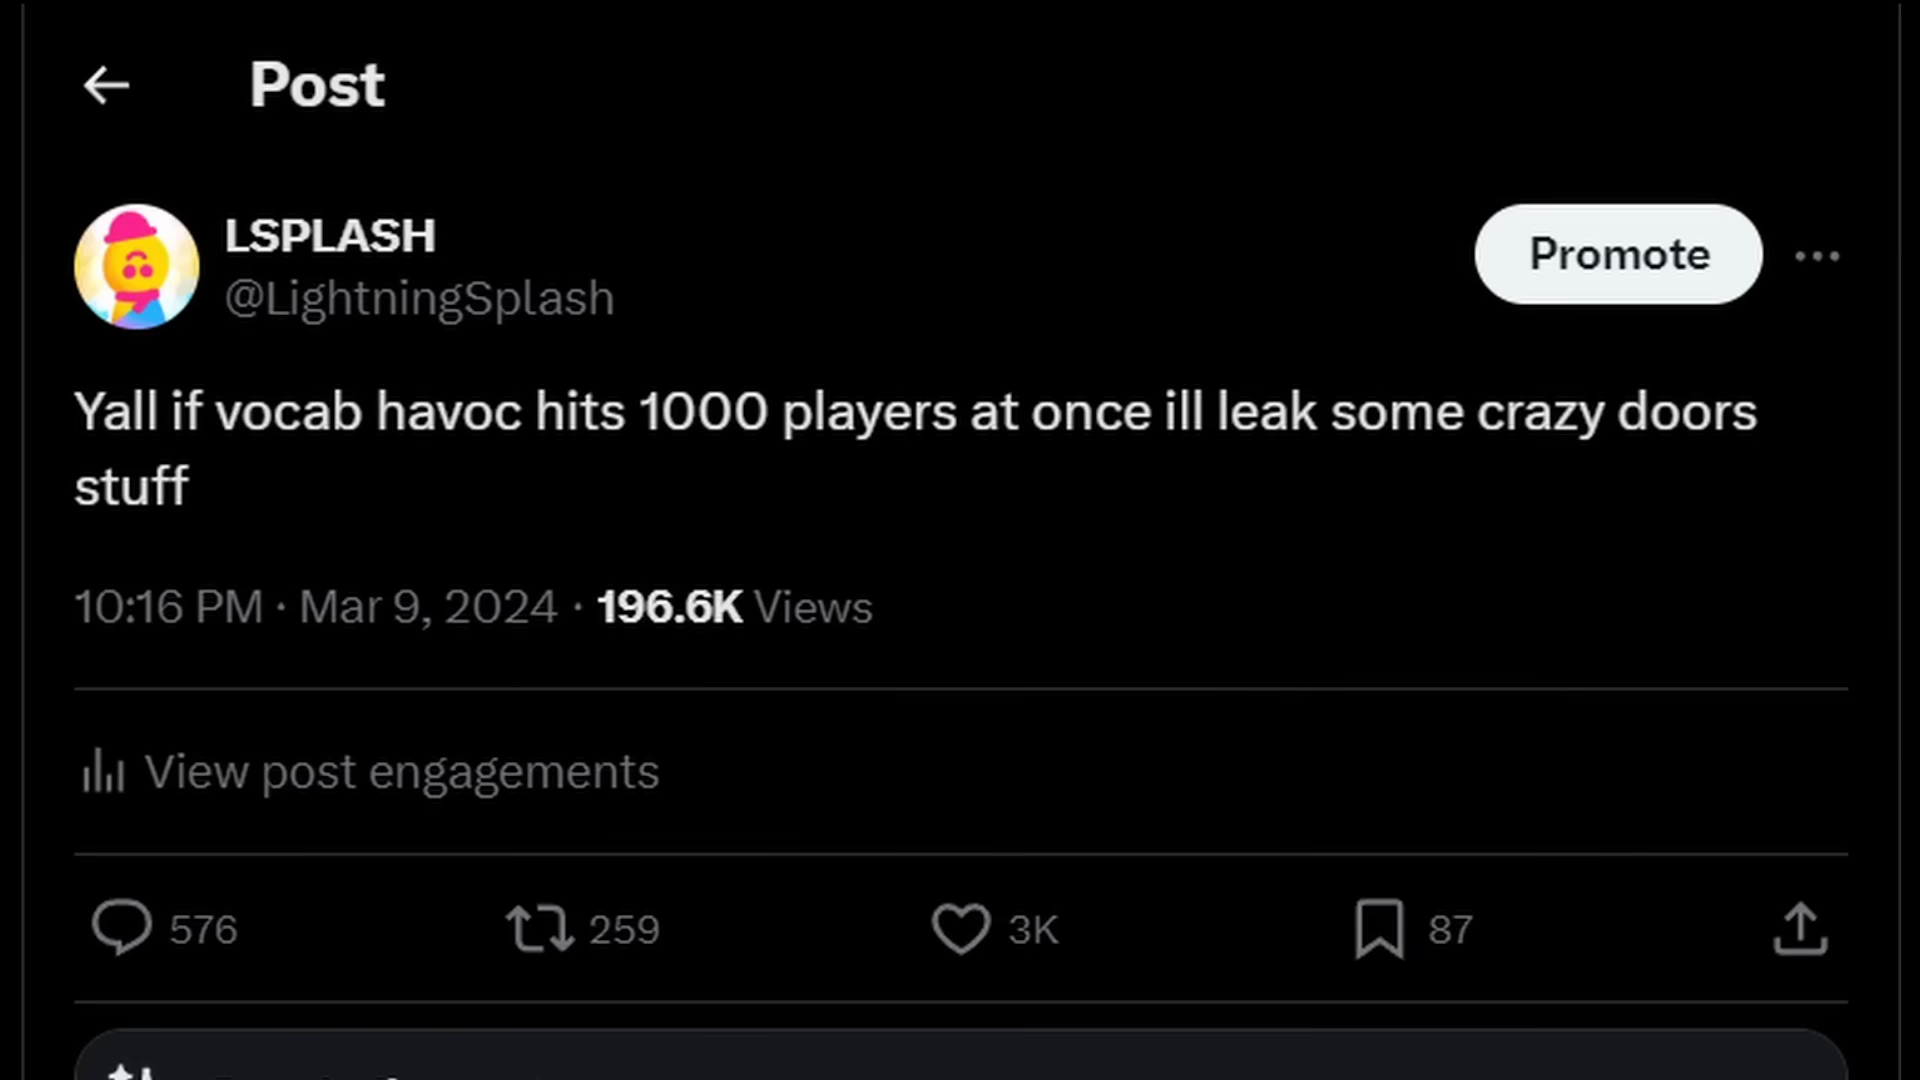 Post
LSPLASH
@LightningSplash
Promote
Yall if vocab havoc hits 1000 players at once ill leak some crazy doors
stuff
10:16 PM · Mar 9, 2024 · 196.6K Views
View post engagements
576 259 3K 87